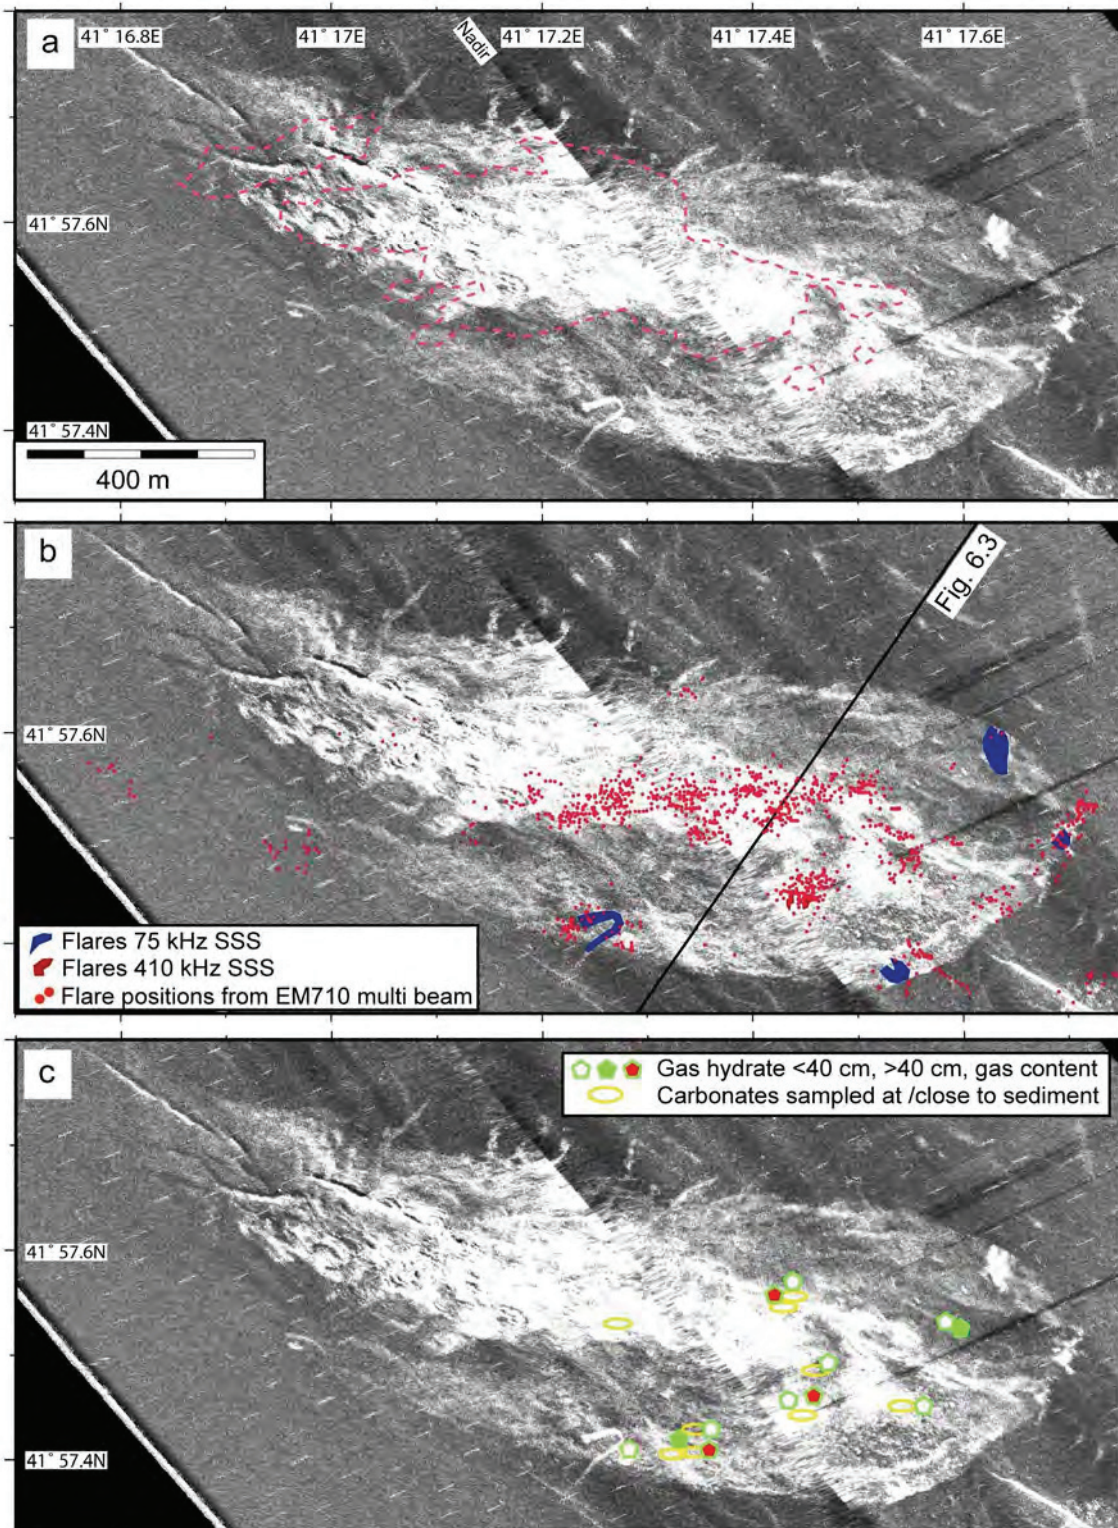 a
41° 16.8E
41° 17E
Nadir
41° 17.2E
41° 17.4E
41° 17.6E
41° 57.6N
41° 57.4N
400 m
b
Fig. 6.3
41° 57.6N
Flares 75 kHz SSS
Flares 410 kHz SSS
Flare positions from EM710 multi beam
c
Gas hydrate <40 cm, >40 cm, gas content
Carbonates sampled at /close to sediment
41° 57.6N
41° 57.4N